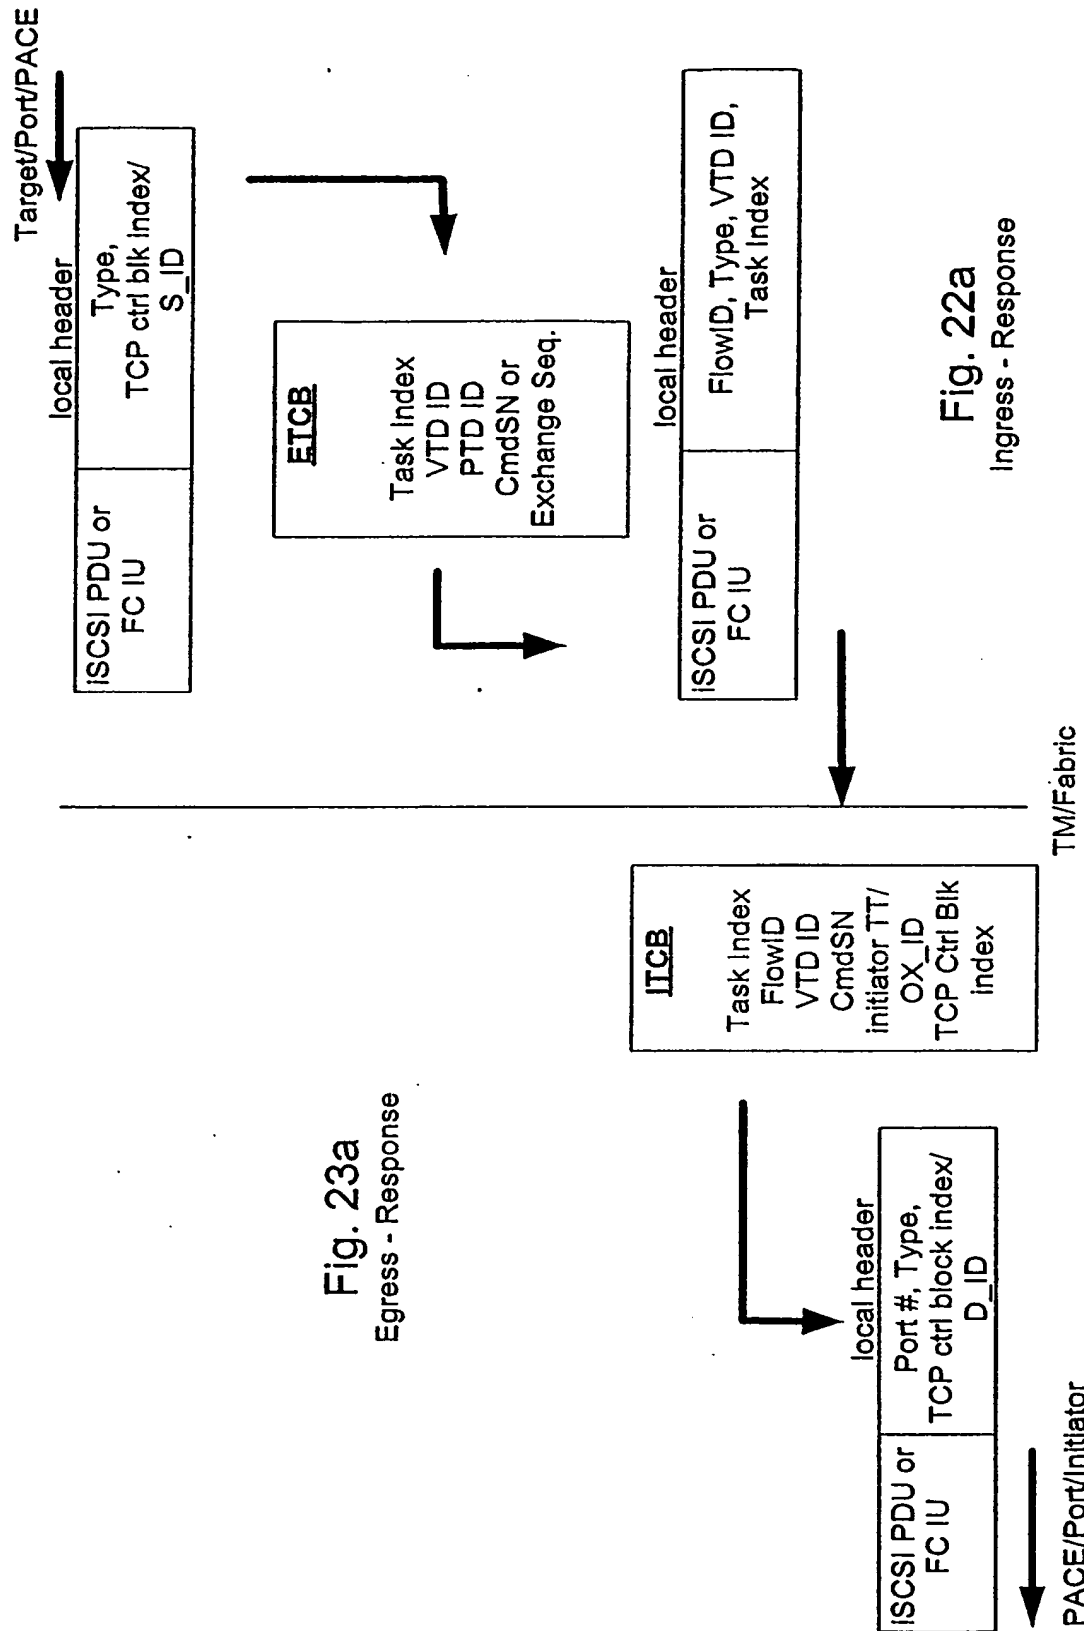 Target/Port/PACE
local header
iSCSI PDU or
FC IU
Type,
TCP ctrl blk index/
S_ID
ETCB
Task Index
VTD ID
PTD ID
CmdSN or
Exchange Seq.
local header
iSCSI PDU or
FC IU
FlowID, Type, VTD ID,
Task Index
Fig. 22a
Ingress - Response
TM/Fabric
ITCB
Task Index
FlowID
VTD ID
CmdSN
initiator TT/
OX_ID
TCP Ctrl Blk
index
Fig. 23a
Egress - Response
local header
iSCSI PDU or
FC IU
Port #, Type,
TCP ctrl block index/
D_ID
PACE/Port/Initiator